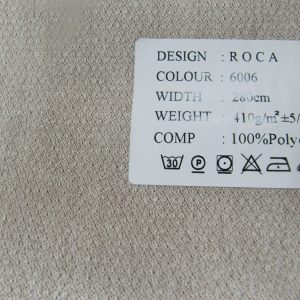 DESIGN : ROCA
COLOUR : 6006
WIDTH : 280cm
WEIGHT : 410g/m²±5/
COMP : 100%Polye
30 P